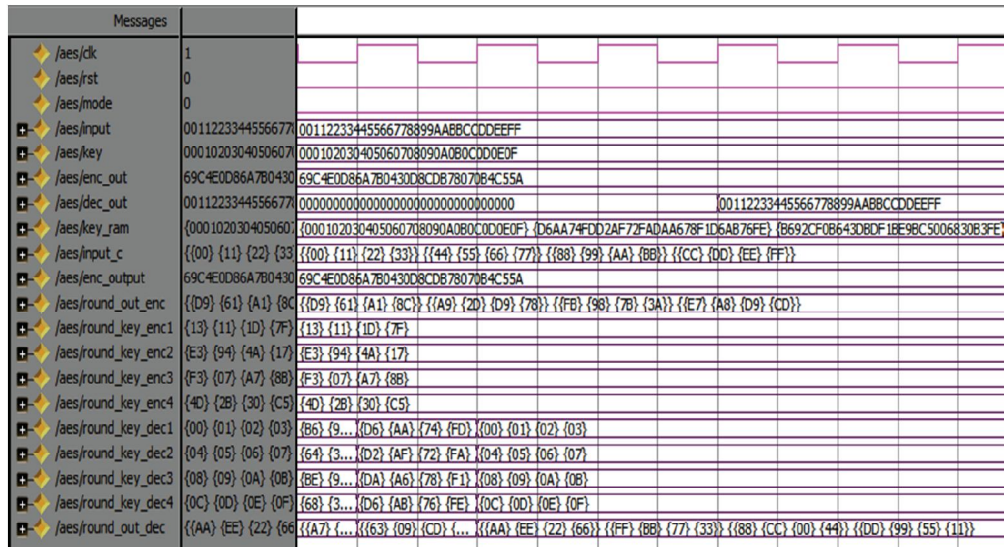 Messages
/aes/clk 1
/aes/rst 0
/aes/mode 0
/aes/input 0011223344556677 00112233445566778899AABBCCDDEEFF
/aes/key 000102030405060 000102030405060708090A0B0C0D0E0F
/aes/enc_out 69C4E0D86A7B0430 69C4E0D86A7B0430D8CDB78070B4C55A
/aes/dec_out 0011223344556677 00000000000000000000000000000000 00112233445566778899AABBCCDDEEFF
/aes/key_ram {00010203040506 {000102030405060708090A0B0C0D0E0F} {D6AA74FDD2AF72FADAA678F1D6AB76FE} {B692CF0B643DBDF1BE9BC5006830B3FE}
/aes/input_c {{00} {11} {22} {33 {{00} {11} {22} {33}} {{44} {55} {66} {77}} {{88} {99} {AA} {BB}} {{CC} {DD} {EE} {FF}}
/aes/enc_output 69C4E0D86A7B0430 69C4E0D86A7B0430D8CDB78070B4C55A
/aes/round_out_enc {{D9} {61} {A1} {8C {{D9} {61} {A1} {8C}} {{A9} {2D} {D9} {78}} {{FB} {98} {7B} {3A}} {{E7} {A8} {D9} {CD}}
/aes/round_key_enc1 {13} {11} {1D} {7F} {13} {11} {1D} {7F}
/aes/round_key_enc2 {E3} {94} {4A} {17} {E3} {94} {4A} {17}
/aes/round_key_enc3 {F3} {07} {A7} {8B} {F3} {07} {A7} {8B}
/aes/round_key_enc4 {4D} {2B} {30} {C5} {4D} {2B} {30} {C5}
/aes/round_key_dec1 {00} {01} {02} {03} {B6} {9... {D6} {AA} {74} {FD} {00} {01} {02} {03}
/aes/round_key_dec2 {04} {05} {06} {07} {64} {3... {D2} {AF} {72} {FA} {04} {05} {06} {07}
/aes/round_key_dec3 {08} {09} {0A} {0B} {BE} {9... {DA} {A6} {78} {F1} {08} {09} {0A} {0B}
/aes/round_key_dec4 {0C} {0D} {0E} {0F} {68} {3... {D6} {AB} {76} {FE} {0C} {0D} {0E} {0F}
/aes/round_out_dec {{AA} {EE} {22} {66 {{A7} {... {{63} {09} {CD} {... {{AA} {EE} {22} {66}} {{FF} {BB} {77} {33}} {{88} {CC} {00} {44}} {{DD} {99} {55} {11}}